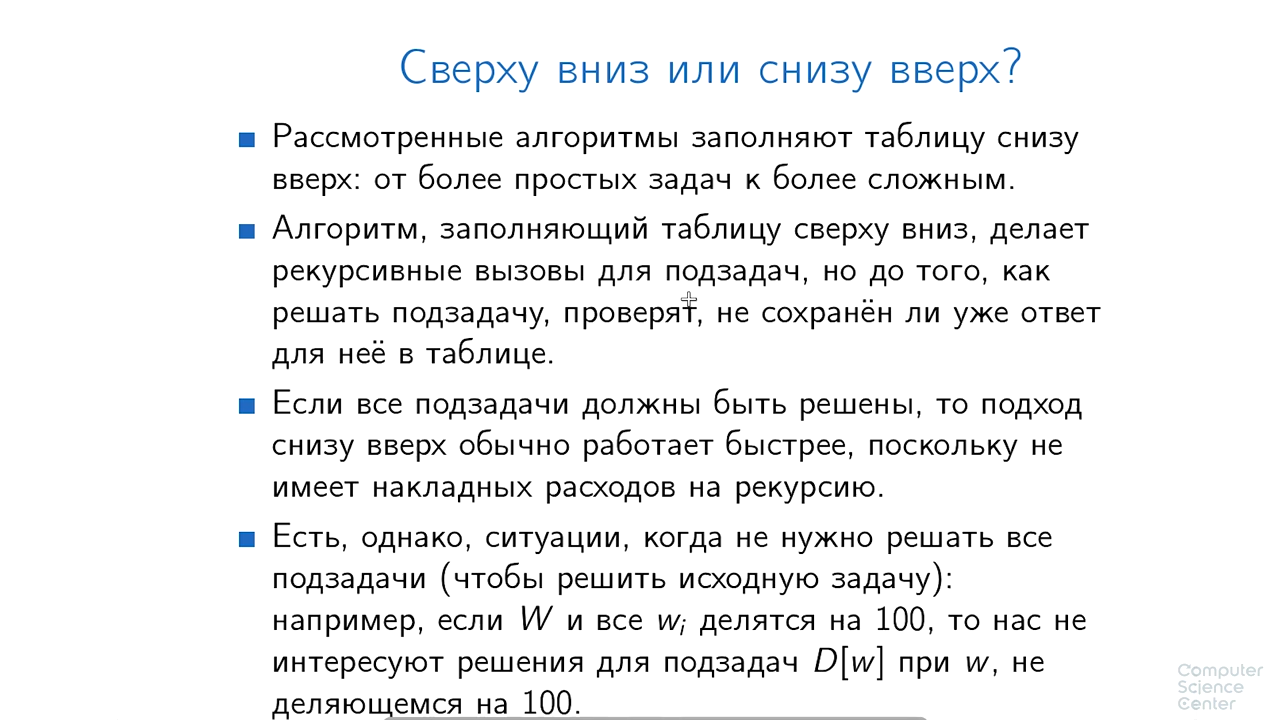 Сверху вниз или снизу вверх?
Рассмотренные алгоритмы заполняют таблицу снизу
вверх: от более простых задач к более сложным.
Алгоритм, заполняющий таблицу сверху вниз, делает
рекурсивные вызовы для подзадач, но до того, как
решать подзадачу, проверят, не сохранён ли уже ответ
для неё в таблице.
Если все подзадачи должны быть решены, то подход
снизу вверх обычно работает быстрее, поскольку не
имеет накладных расходов на рекурсию.
Есть, однако, ситуации, когда не нужно решать все
подзадачи (чтобы решить исходную задачу):
например, если W и все wᵢ делятся на 100, то нас не
интересуют решения для подзадач D[w] при w, не
деляющемся на 100.
Computer
Science
Center